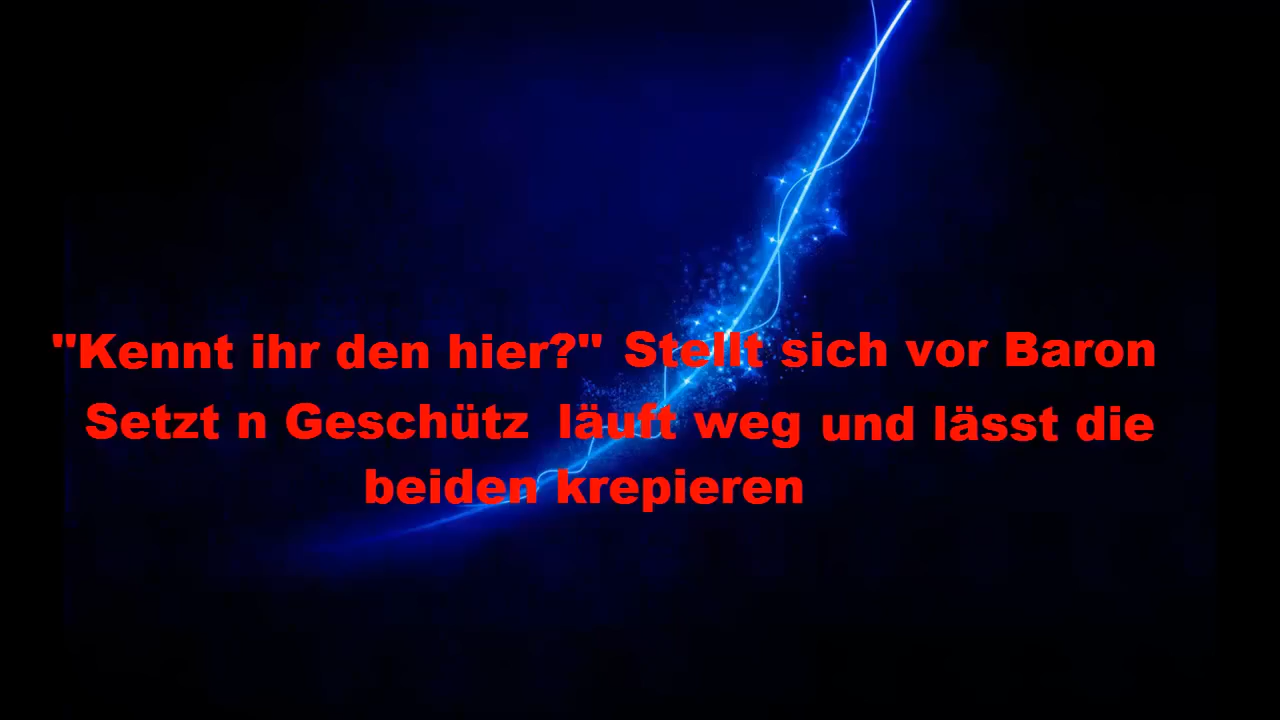 "Kennt ihr den hier?" Stellt sich vor Baron
Setzt n Geschütz läuft weg und lässt die
beiden krepieren